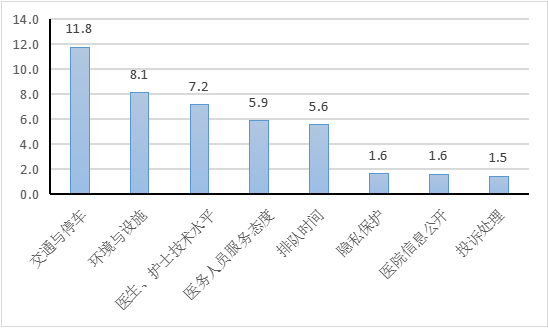 14.0
12.0
10.0
8.0
6.0
4.0
2.0
0.0
11.8
8.1
7.2
5.9
5.6
1.6
1.6
1.5
交通与停车
环境与设施
医生、护士技术水平
医务人员服务态度
排队时间
隐私保护
医院信息公开
投诉处理